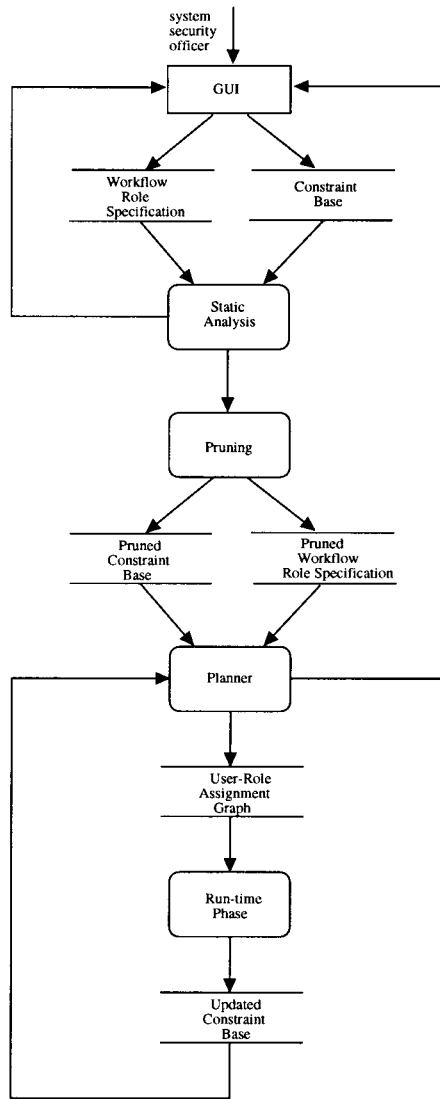 system
security
officer
GUI
Workflow
Role
Specification
Constraint
Base
Static
Analysis
Pruning
Pruned
Constraint
Base
Pruned
Workflow
Role Specification
Planner
User-Role
Assignment
Graph
Run-time
Phase
Updated
Constraint
Base